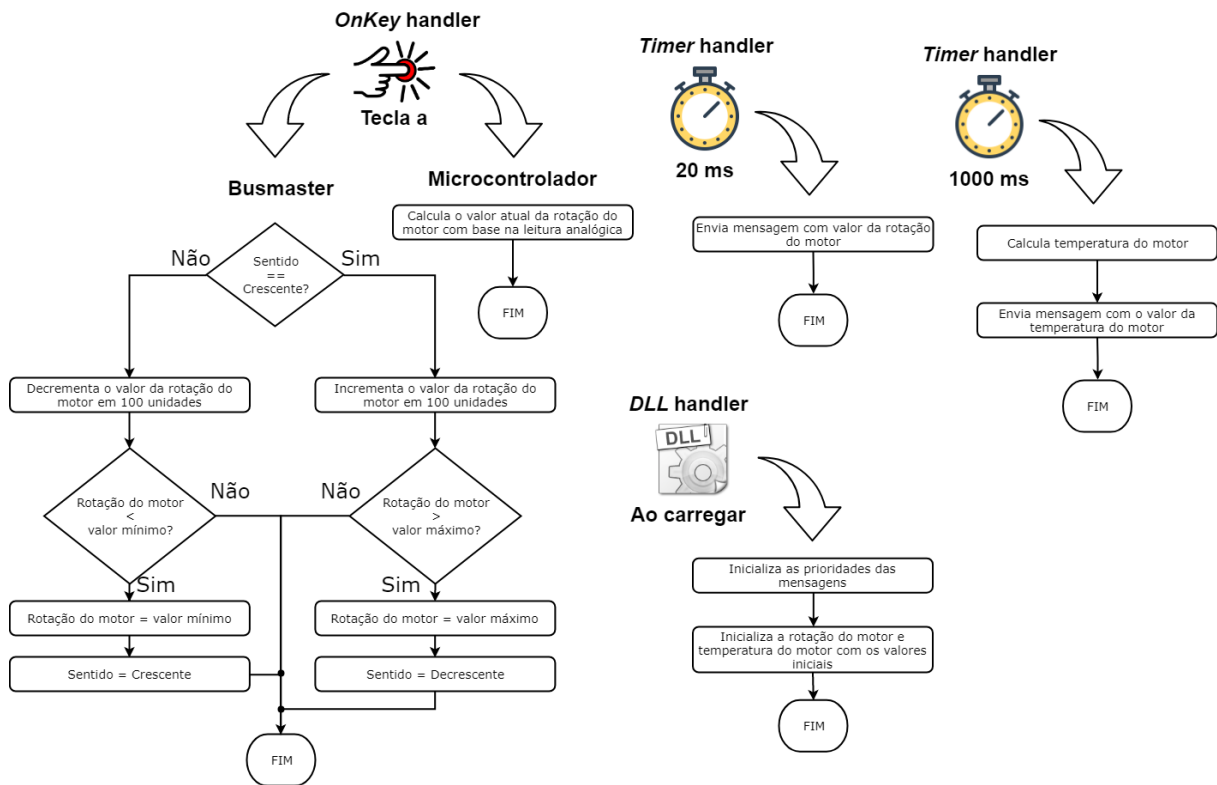 OnKey handler
Tecla a
Busmaster
Sentido
==
Crescente?
Não
Sim
Decrementa o valor da rotação do
motor em 100 unidades
Incrementa o valor da rotação do
motor em 100 unidades
Rotação do motor
<
valor mínimo?
Não
Sim
Rotação do motor
>
valor máximo?
Não
Sim
Rotação do motor = valor mínimo
Sentido = Crescente
Rotação do motor = valor máximo
Sentido = Decrescente
FIM
Microcontrolador
Calcula o valor atual da rotação do
motor com base na leitura analógica
FIM
Timer handler
20 ms
Envia mensagem com valor da rotação
do motor
FIM
Timer handler
1000 ms
Calcula temperatura do motor
Envia mensagem com o valor da
temperatura do motor
FIM
DLL handler
DLL
Ao carregar
Inicializa as prioridades das
mensagens
Inicializa a rotação do motor e
temperatura do motor com os valores
iniciais
FIM